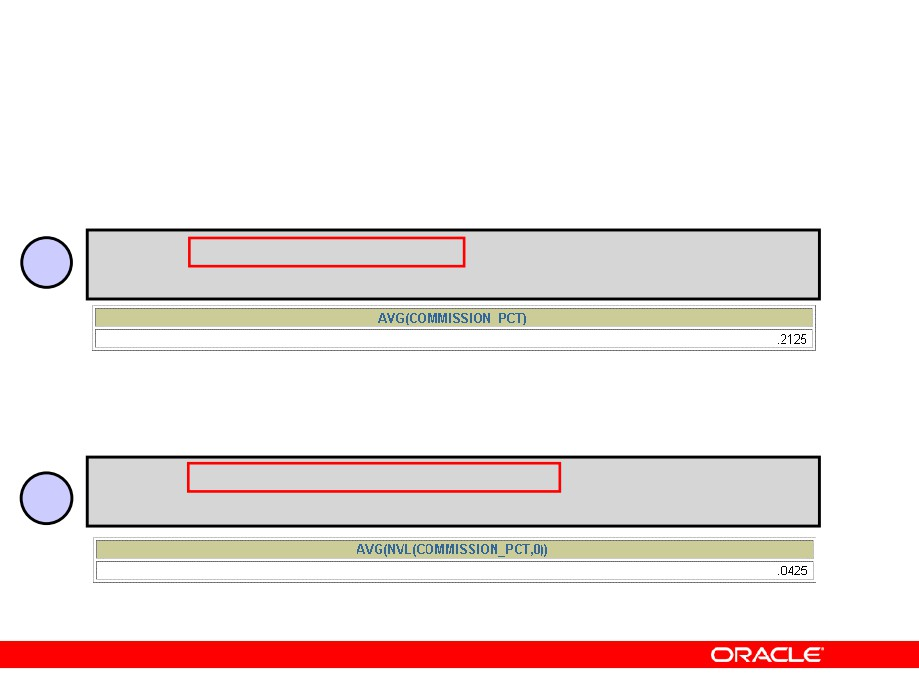 AVG(COMMISSION_PCT)
.2125
AVG(NVL(COMMISSION_PCT,0))
.0425
ORACLE